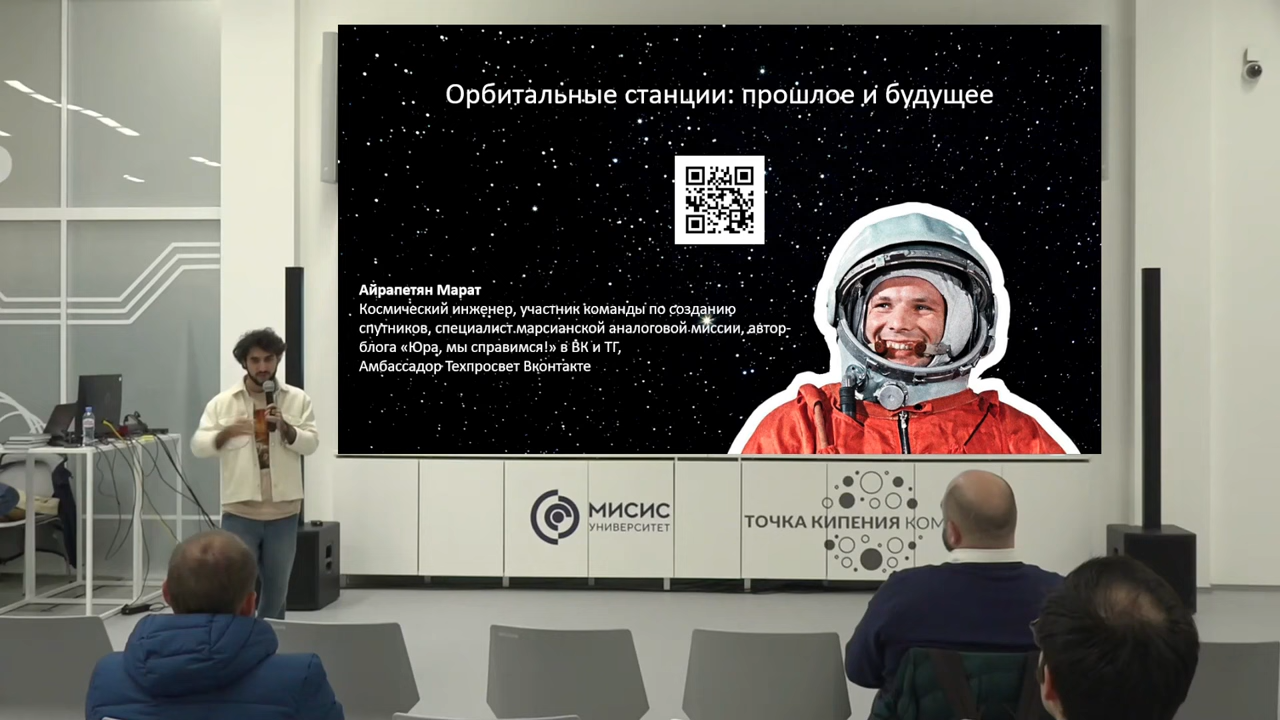 Орбитальные станции: прошлое и будущее
Айрапетян Марат
Космический инженер, участник команды по созданию
спутников, специалист марсианской аналоговой миссии, автор-
блога «Юра, мы справимся!» в ВК и ТГ,
Амбассадор Техпросвет Вконтакте
МИСИС
УНИВЕРСИТЕТ
ТОЧКА КИПЕНИЯ КОМ